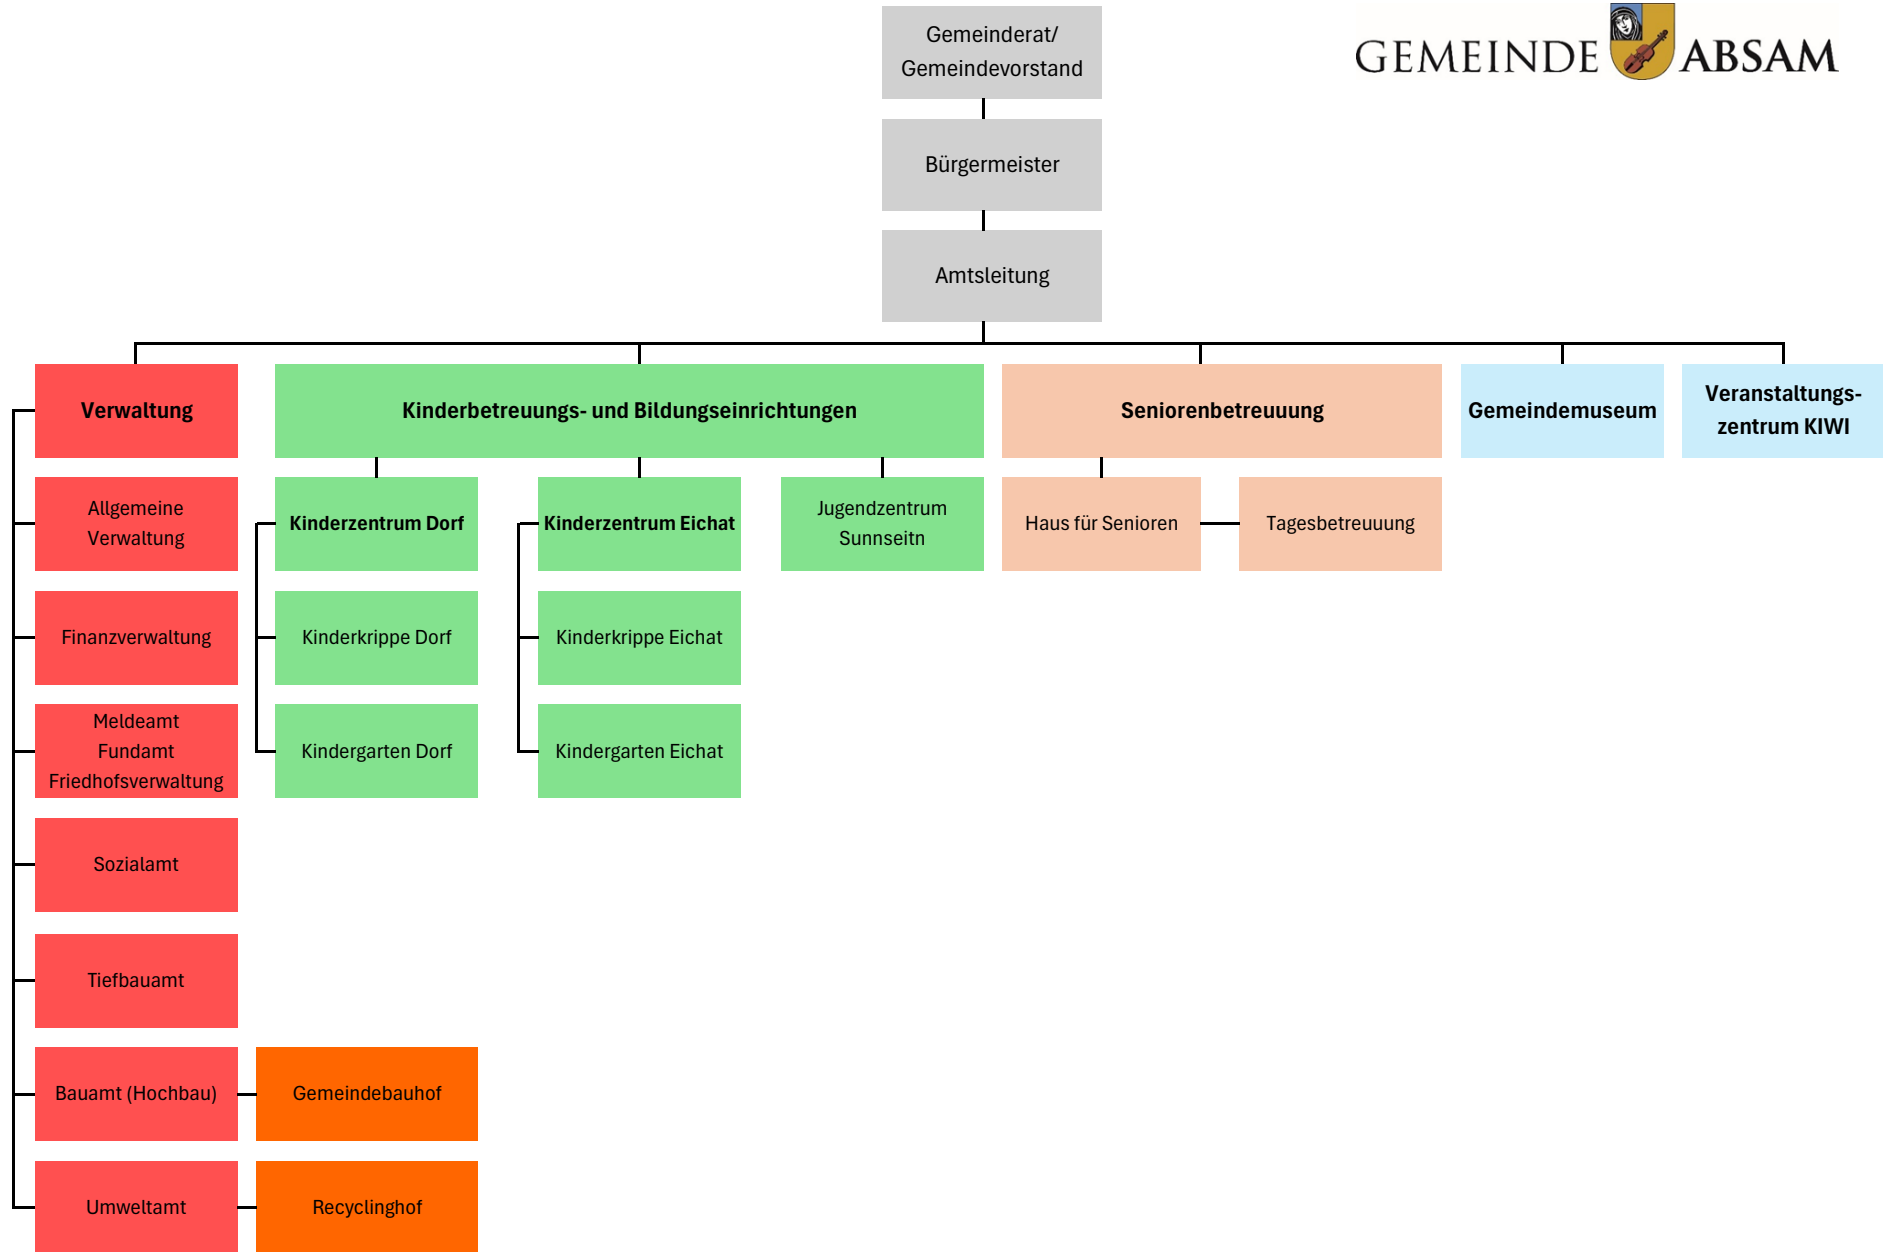 Gemeinderat/
Gemeindevorstand
GEMEINDE ABSAM
Bürgermeister
Amtsleitung
Verwaltung
Kinderbetreuungs- und Bildungseinrichtungen
Seniorenbetreuuung
Gemeindemuseum
Veranstaltungs-
zentrum KIWI
Allgemeine
Verwaltung
Kinderzentrum Dorf
Kinderzentrum Eichat
Jugendzentrum
Sunnseitn
Haus für Senioren
Tagesbetreuuung
Finanzverwaltung
Kinderkrippe Dorf
Kinderkrippe Eichat
Meldeamt
Fundamt
Friedhofsverwaltung
Kindergarten Dorf
Kindergarten Eichat
Sozialamt
Tiefbauamt
Bauamt (Hochbau)
Gemeindebauhof
Umweltamt
Recyclinghof